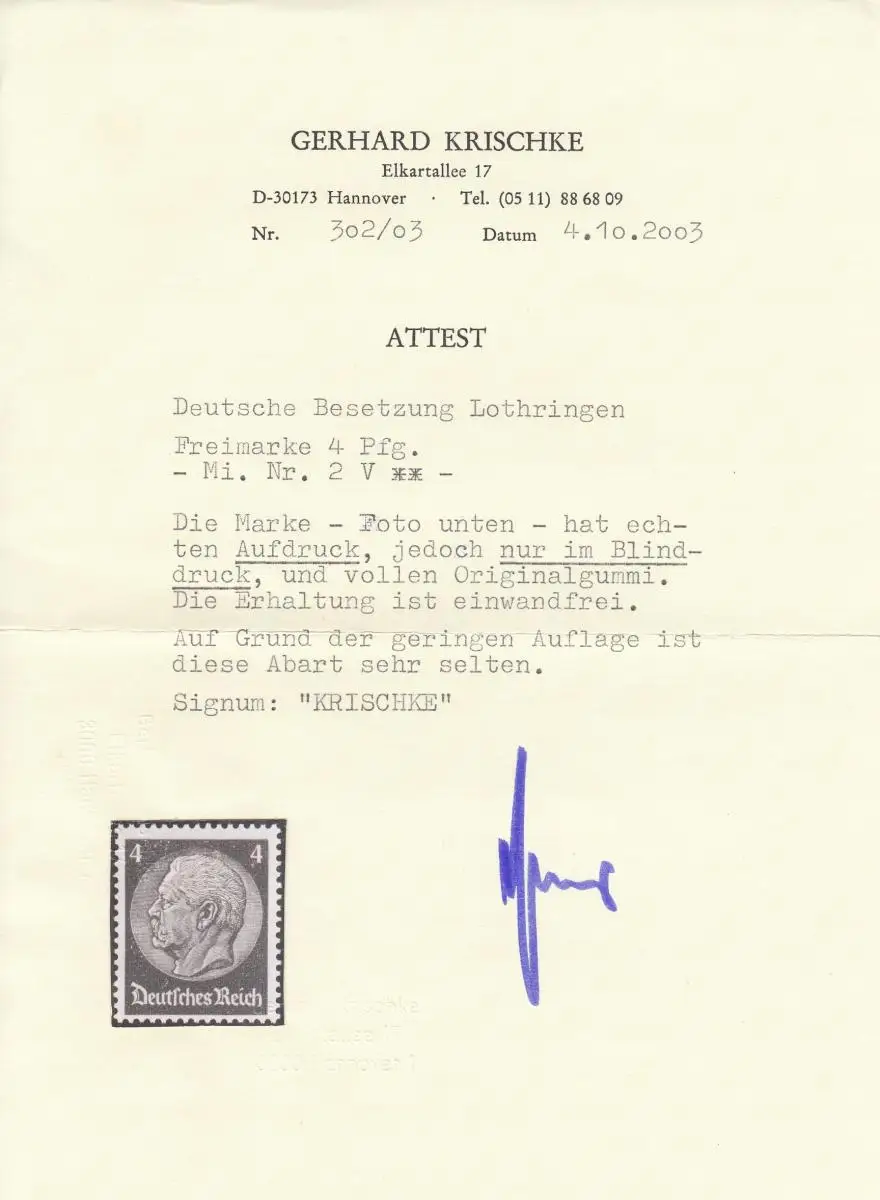 GERHARD KRISCHKE
Elkartallee 17
D-30173 Hannover · Tel. (05 11) 88 68 09
Nr. 302/03 Datum 4.10.2003
ATTEST
Deutsche Besetzung Lothringen
Freimarke 4 Pfg.
- Mi. Nr. 2 V ** -
Die Marke - Foto unten - hat ech-
ten Aufdruck, jedoch nur im Blind-
druck, und vollen Originalgummi.
Die Erhaltung ist einwandfrei.
Auf Grund der geringen Auflage ist
diese Abart sehr selten.
Signum: "KRISCHKE"
4 4
Deutsches Reich